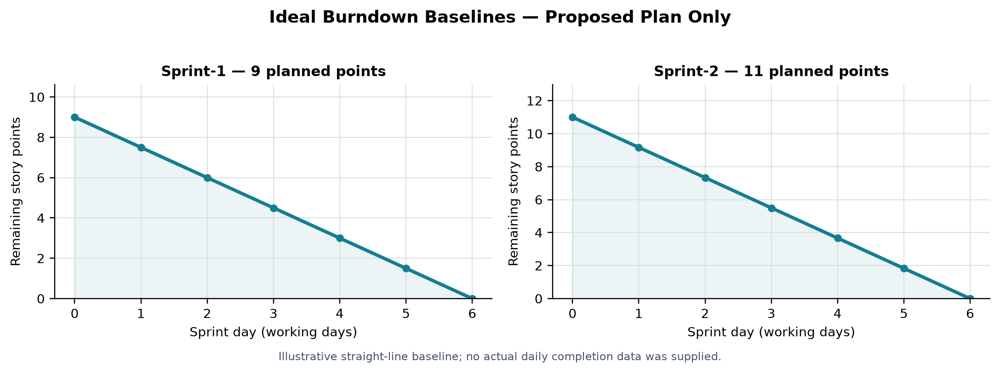 Ideal Burndown Baselines — Proposed Plan Only
Sprint-1 — 9 planned points
Remaining story points
10
8
6
4
2
0
0 1 2 3 4 5 6
Sprint day (working days)
Sprint-2 — 11 planned points
Remaining story points
12
10
8
6
4
2
0
0 1 2 3 4 5 6
Sprint day (working days)
Illustrative straight-line baseline; no actual daily completion data was supplied.